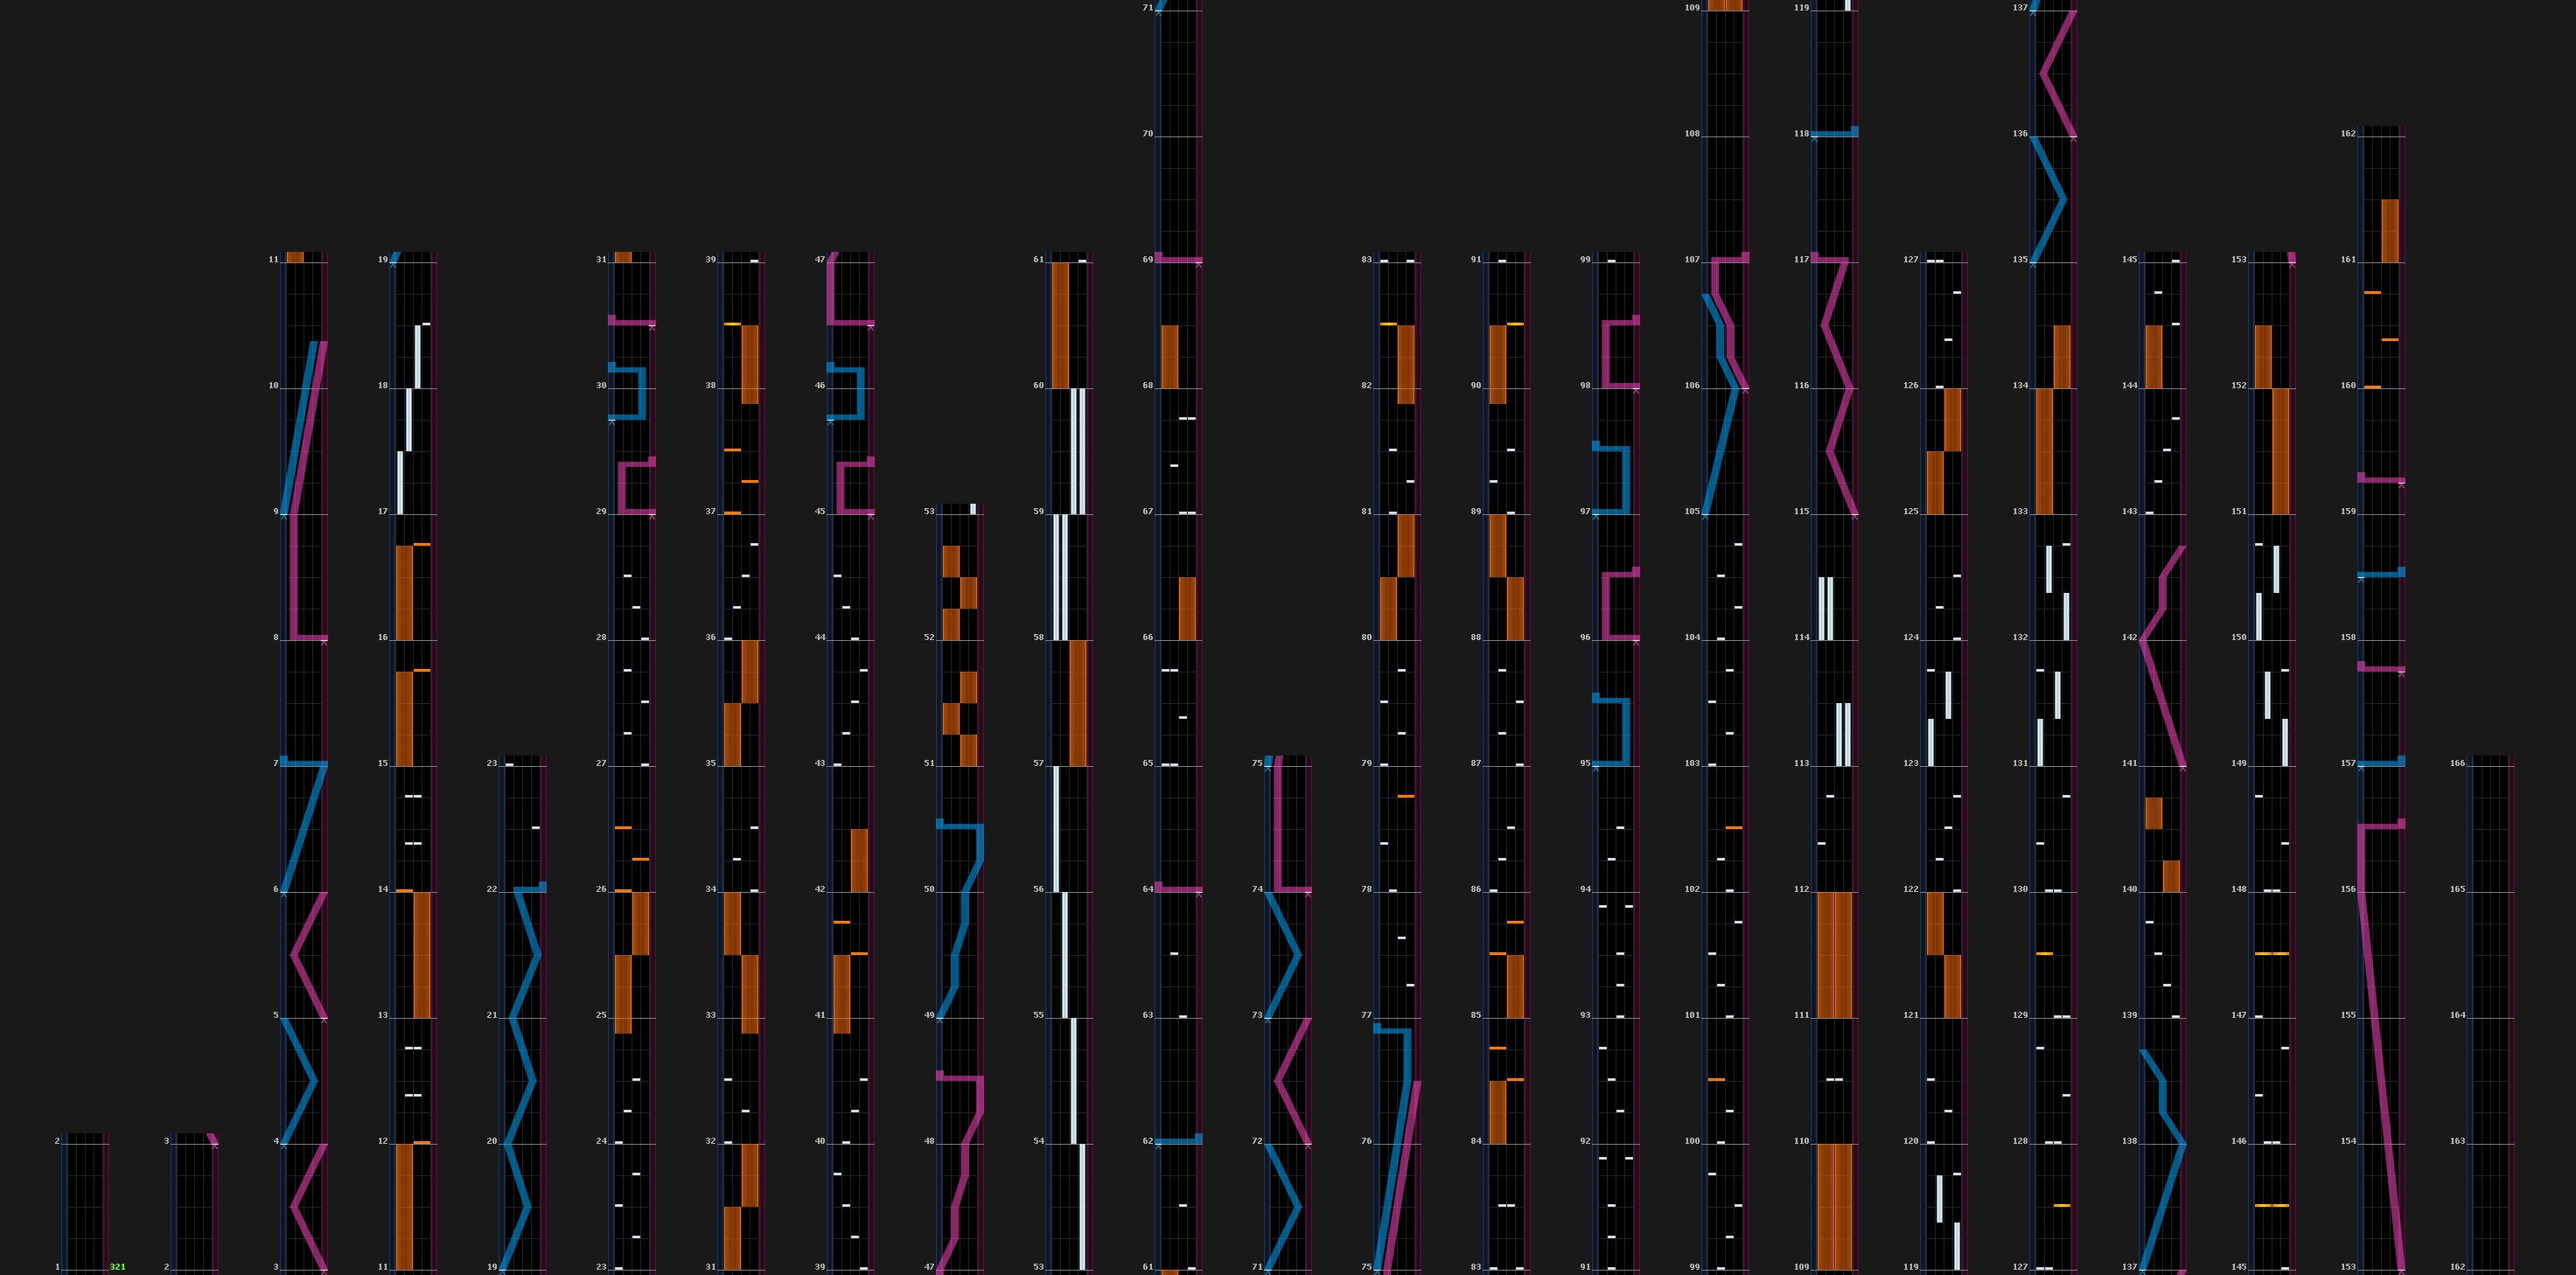 71 109 119 137
70 108 118 136 162
11 19 31 39 47 61 69 83 91 99 107 117 127 135 145 153 161
10 18 30 38 46 60 68 82 90 98 106 116 126 134 144 152 160
9 17 29 37 45 53 59 67 81 89 97 105 115 125 133 143 151 159
8 16 28 36 44 52 58 66 80 88 96 104 114 124 132 142 150 158
7 15 23 27 35 43 51 57 65 75 79 87 95 103 113 123 131 141 149 157 166
6 14 22 26 34 42 50 56 64 74 78 86 94 102 112 122 130 140 148 156 165
5 13 21 25 33 41 49 55 63 73 77 85 93 101 111 121 129 139 147 155 164
2 3 4 12 20 24 32 40 48 54 62 72 76 84 92 100 110 120 128 138 146 154 163
1 321 2 3 11 19 23 31 39 47 53 61 71 75 83 91 99 109 119 127 137 145 153 162